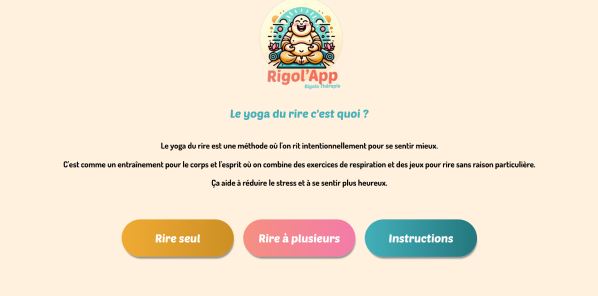 Rigol'App
Rigolo Thérapie
Le yoga du rire c'est quoi ?
Le yoga du rire est une méthode où l'on rit intentionnellement pour se sentir mieux.
C'est comme un entraînement pour le corps et l'esprit où on combine des exercices de respiration et des jeux pour rire sans raison particulière.
Ça aide à réduire le stress et à se sentir plus heureux.
Rire seul
Rire à plusieurs
Instructions